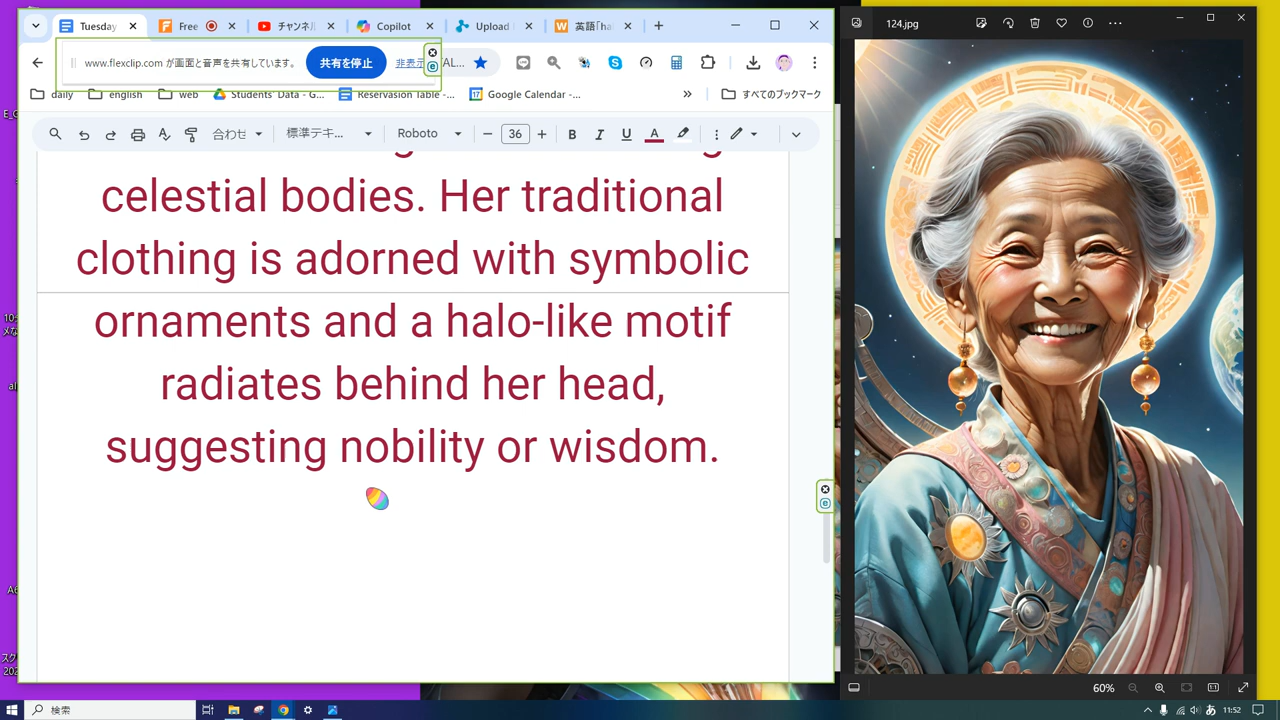 Tuesday
Free
チャンネル
Copilot
Upload
英語「ha
www.flexclip.com が画面と音声を共有しています。
共有を停止
非表示
AL...
daily
english
web
Students' Data - G...
Reservation Table -...
Google Calendar -...
すべてのブックマーク
合わせ
標準テキ...
Roboto
36
celestial bodies. Her traditional
clothing is adorned with symbolic
ornaments and a halo-like motif
radiates behind her head,
suggesting nobility or wisdom.
124.jpg
60%
検索
あ
11:52